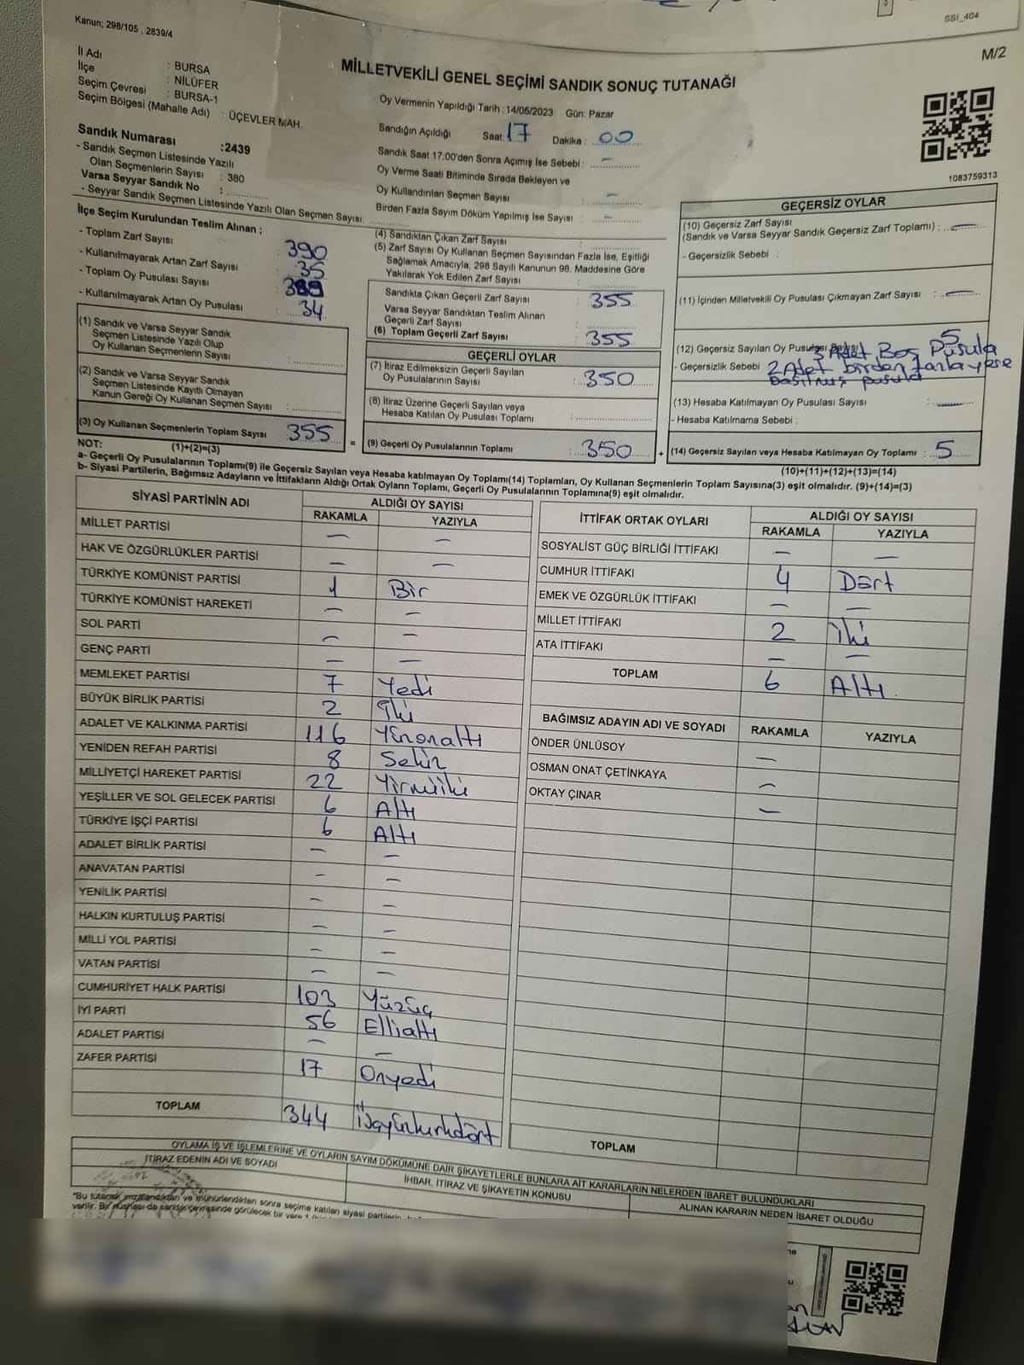 SSI_404
Kanun; 298/105 , 2839/4
M/2
MİLLETVEKİLİ GENEL SEÇİMİ SANDIK SONUÇ TUTANAĞI
İl Adı : BURSA
İlçe : NİLÜFER
Seçim Çevresi : BURSA-1
Seçim Bölgesi (Mahalle Adı) : ÜÇEVLER MAH.
Sandık Numarası :2439
- Sandık Seçmen Listesinde Yazılı
Olan Seçmenlerin Sayısı : 380
Varsa Seyyar Sandık No :
- Seyyar Sandık Seçmen Listesinde Yazılı Olan Seçmen Sayısı
Oy Vermenin Yapıldığı Tarih : 14/05/2023 Gün: Pazar
Sandığın Açıldığı Saat: 17 Dakika : 00
Sandık Saat 17:00'den Sonra Açımış İse Sebebi : -
Oy Verme Saati Bitiminde Sırada Bekleyen ve
Oy Kullandırılan Seçmen Sayısı : -
Birden Fazla Sayım Döküm Yapılmış İse Sayısı : -
1083759313
İlçe Seçim Kurulundan Teslim Alınan ;
- Toplam Zarf Sayısı : 390
- Kullanılmayarak Artan Zarf Sayısı : 35
- Toplam Oy Pusulası Sayısı : 389
- Kullanılmayarak Artan Oy Pusulası : 34
(1) Sandık ve Varsa Seyyar Sandık
Seçmen Listesinde Yazılı Olup
Oy Kullanan Seçmenlerin Sayısı :
(2) Sandık ve Varsa Seyyar Sandık
Seçmen Listesinde Kayıtlı Olmayan
Kanun Gereği Oy Kullanan Seçmen Sayısı :
(3) Oy Kullanan Seçmenlerin Toplam Sayısı 355 =
(1)+(2)=(3)
(4) Sandıktan Çıkan Zarf Sayısı :
(5) Zarf Sayısı Oy Kullanan Seçmen Sayısından Fazla İse, Eşitliği
Sağlamak Amacıyla, 298 Sayılı Kanunun 98. Maddesine Göre
Yakılarak Yok Edilen Zarf Sayısı :
Sandıkta Çıkan Geçerli Zarf Sayısı : 355
Varsa Seyyar Sandıktan Teslim Alınan
Geçerli Zarf Sayısı :
(6) Toplam Geçerli Zarf Sayısı : 355
GEÇERLİ OYLAR
(7) İtiraz Edilmeksizin Geçerli Sayılan
Oy Pusulalarının Sayısı : 350
(8) İtiraz Üzerine Geçerli Sayılan veya
Hesaba Katılan Oy Pusulası Toplamı :
(9) Geçerli Oy Pusulalarının Toplamı : 350 +
GEÇERSİZ OYLAR
(10) Geçersiz Zarf Sayısı
(Sandık ve Varsa Seyyar Sandık Geçersiz Zarf Toplamı) : -
- Geçersizlik Sebebi :
(11) İçinden Milletvekili Oy Pusulası Çıkmayan Zarf Sayısı : -
(12) Geçersiz Sayılan Oy Pusulası Sayısı 5
3 Adet Boş Pusula
- Geçersizlik Sebebi 2 Adet birden fazla yere
basılmış pusula
(13) Hesaba Katılmayan Oy Pusulası Sayısı -
- Hesaba Katılmama Sebebi :
(14) Geçersiz Sayılan veya Hesaba Katılmayan Oy Toplamı : 5
(10)+(11)+(12)+(13)=(14)
NOT:
a- Geçerli Oy Pusulalarının Toplamı(9) ile Geçersiz Sayılan veya Hesaba katılmayan Oy Toplamı(14) Toplamları, Oy Kullanan Seçmenlerin Toplam Sayısına(3) eşit olmalıdır. (9)+(14)=(3)
b- Siyasi Partilerin, Bağımsız Adayların ve İttifakların Aldığı Ortak Oyların Toplamı, Geçerli Oy Pusulalarının Toplamına(9) eşit olmalıdır.
SİYASİ PARTİNİN ADI ALDIĞI OY SAYISI
RAKAMLA YAZIYLA
MİLLET PARTİSİ - -
HAK VE ÖZGÜRLÜKLER PARTİSİ - -
TÜRKİYE KOMÜNİST PARTİSİ 1 Bir
TÜRKİYE KOMÜNİST HAREKETİ - -
SOL PARTİ - -
GENÇ PARTİ - -
MEMLEKET PARTİSİ 7 Yedi
BÜYÜK BİRLİK PARTİSİ 2 İki
ADALET VE KALKINMA PARTİSİ 116 Yüzonaltı
YENİDEN REFAH PARTİSİ 8 Sekiz
MİLLİYETÇİ HAREKET PARTİSİ 22 Yirmiiki
YEŞİLLER VE SOL GELECEK PARTİSİ 6 Altı
TÜRKİYE İŞÇİ PARTİSİ 6 Altı
ADALET BİRLİK PARTİSİ - -
ANAVATAN PARTİSİ - -
YENİLİK PARTİSİ - -
HALKIN KURTULUŞ PARTİSİ - -
MİLLİ YOL PARTİSİ - -
VATAN PARTİSİ - -
CUMHURİYET HALK PARTİSİ 103 Yüzüç
İYİ PARTİ 56 Ellialtı
ADALET PARTİSİ - -
ZAFER PARTİSİ 17 Onyedi
TOPLAM 344 Üçyüzkırkdört
İTTİFAK ORTAK OYLARI ALDIĞI OY SAYISI
RAKAMLA YAZIYLA
SOSYALİST GÜÇ BİRLİĞİ İTTİFAKI - -
CUMHUR İTTİFAKI 4 Dört
EMEK VE ÖZGÜRLÜK İTTİFAKI - -
MİLLET İTTİFAKI 2 İki
ATA İTTİFAKI - -
TOPLAM 6 Altı
BAĞIMSIZ ADAYIN ADI VE SOYADI RAKAMLA YAZIYLA
ÖNDER ÜNLÜSOY -
OSMAN ONAT ÇETİNKAYA -
OKTAY ÇINAR -
TOPLAM
OYLAMA İŞ VE İŞLEMLERİNE VE OYLARIN SAYIM DÖKÜMÜNE DAİR ŞİKAYETLERLE BUNLARA AİT KARARLARIN NELERDEN İBARET BULUNDUKLARI
İTİRAZ EDENİN ADI VE SOYADI
İHBAR, İTİRAZ VE ŞİKAYETİN KONUSU
ALINAN KARARIN NEDEN İBARET OLDUĞU
"Bu tutanak imzalandıktan ve mühürlendikten sonra seçime katılan siyasi partilerin,